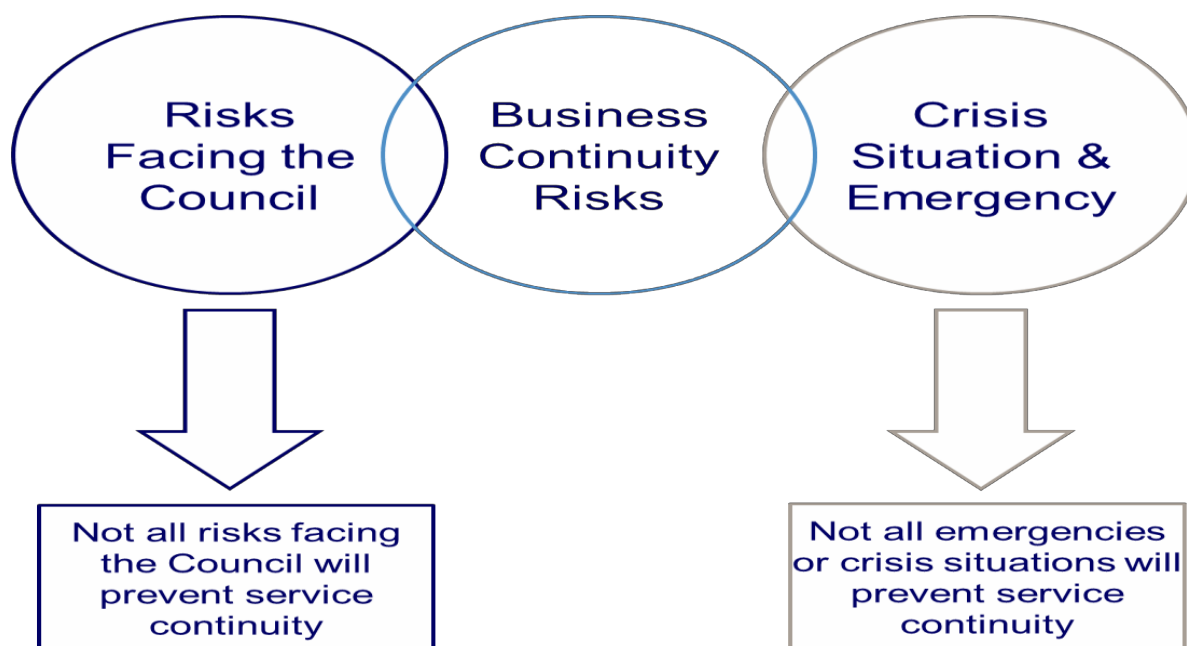 Risks
Facing the
Council
Business
Continuity
Risks
Crisis
Situation &
Emergency
Not all risks facing
the Council will
prevent service
continuity
Not all emergencies
or crisis situations will
prevent service
continuity